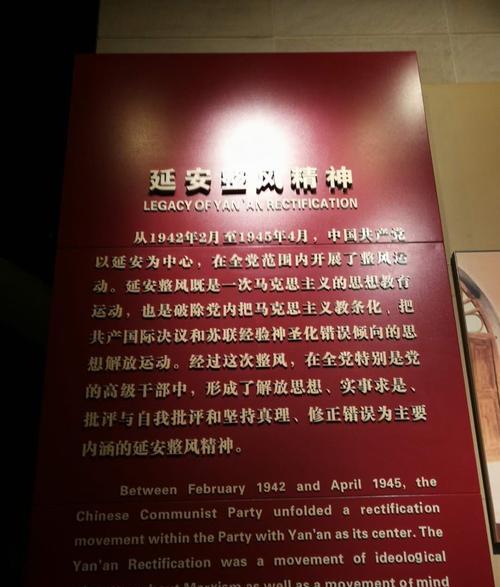 延安整风精神
LEGACY OF YAN'AN RECTIFICATION
从1942年2月至1945年4月，中国共产党
以延安为中心，在全党范围内开展了整风运
动。延安整风既是一次马克思主义的思想教育
运动，也是破除党内把马克思主义教条化、把
共产国际决议和苏联经验神圣化错误倾向的思
想解放运动。经过这次整风，在全党特别是党
的高级干部中，形成了解放思想、实事求是、
批评与自我批评和坚持真理、修正错误为主要
内涵的延安整风精神。
Between February 1942 and April 1945, the
Chinese Communist Party unfolded a rectification
movement within the Party with Yan'an as its center. The
Yan'an Rectification was a movement of ideological
about Marxism as well as a movement of mind